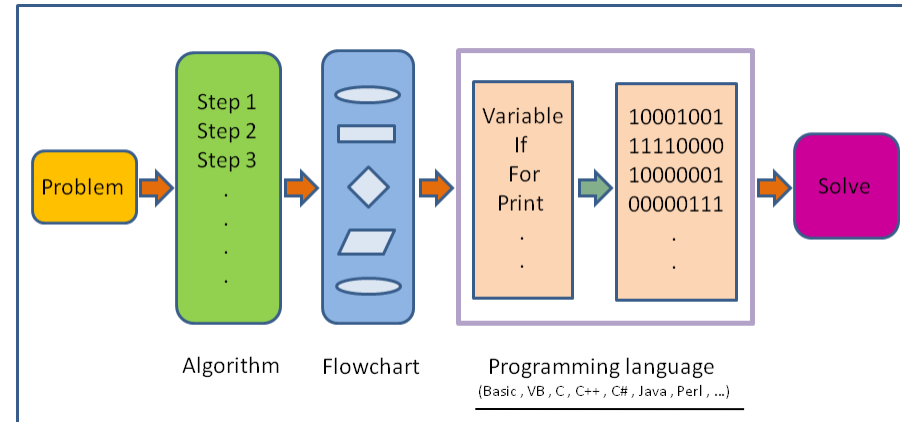 Problem
Step 1
Step 2
Step 3
.
.
.
.
Variable
If
For
Print
.
.
10001001
11110000
10000001
00000111
.
.
Solve
Algorithm
Flowchart
Programming language
(Basic , VB , C , C++ , C# , Java , Perl , ...)